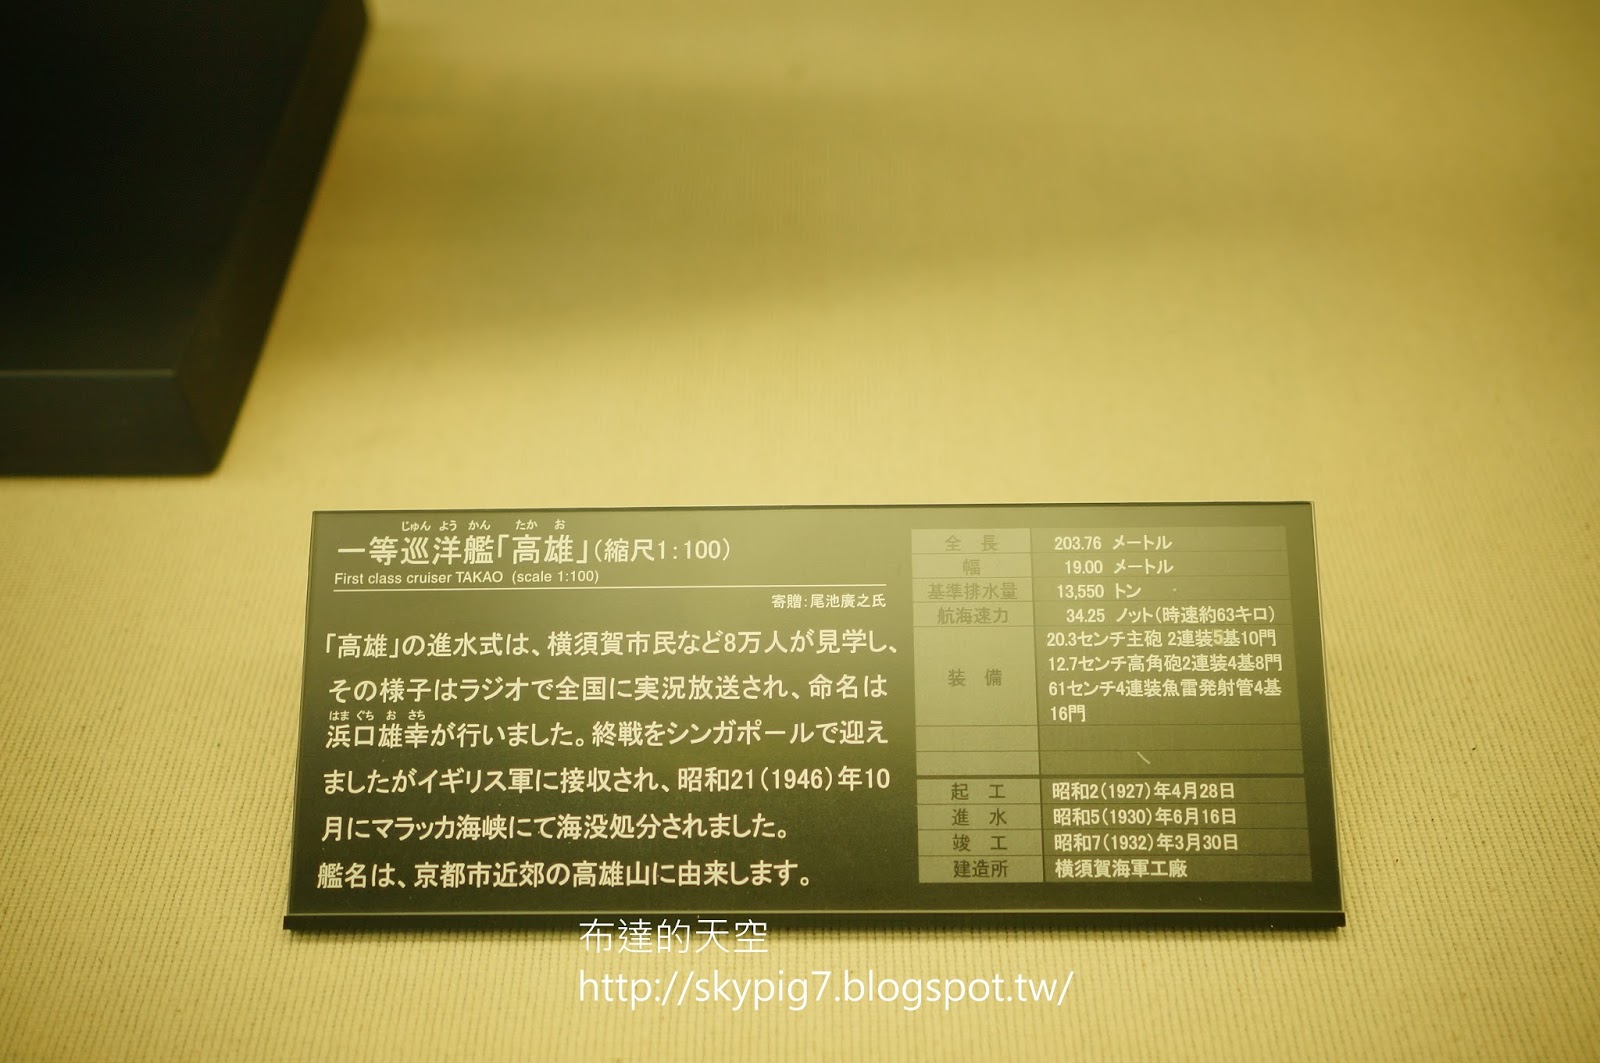 じゅん よう かん たか お
一等巡洋艦「高雄」(縮尺1:100)
First class cruiser TAKAO (scale 1:100)
寄贈:尾池廣之氏
「高雄」の進水式は、横須賀市民など8万人が見学し、
その様子はラジオで全国に実況放送され、命名は
はま ぐち お さち
浜口雄幸が行いました。終戦をシンガポールで迎え
ましたがイギリス軍に接収され、昭和21(1946)年10
月にマラッカ海峡にて海没処分されました。
艦名は、京都市近郊の高雄山に由来します。
全 長 203.76 メートル
幅 19.00 メートル
基準排水量 13,550 トン
航海速力 34.25 ノット(時速約63キロ)
装 備 20.3センチ主砲 2連装5基10門
12.7センチ高角砲2連装4基8門
61センチ4連装魚雷発射管4基
16門
起 工 昭和2(1927)年4月28日
進 水 昭和5(1930)年6月16日
竣 工 昭和7(1932)年3月30日
建造所 横須賀海軍工廠
布達的天空
http://skypig7.blogspot.tw/